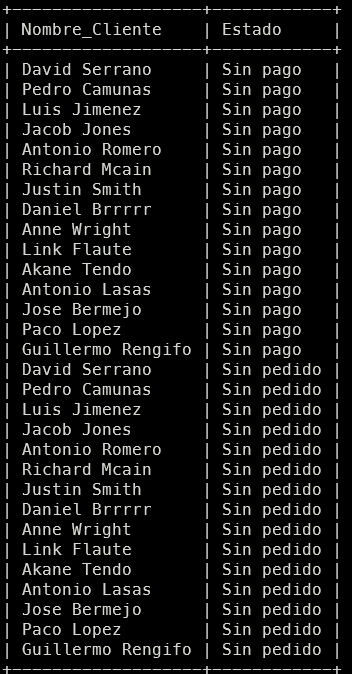 +-------------------+------------+
| Nombre_Cliente    | Estado     |
+-------------------+------------+
| David Serrano     | Sin pago   |
| Pedro Camunas     | Sin pago   |
| Luis Jimenez      | Sin pago   |
| Jacob Jones       | Sin pago   |
| Antonio Romero    | Sin pago   |
| Richard Mcain     | Sin pago   |
| Justin Smith      | Sin pago   |
| Daniel Brrrrr     | Sin pago   |
| Anne Wright       | Sin pago   |
| Link Flaute       | Sin pago   |
| Akane Tendo       | Sin pago   |
| Antonio Lasas     | Sin pago   |
| Jose Bermejo      | Sin pago   |
| Paco Lopez        | Sin pago   |
| Guillermo Rengifo | Sin pago   |
| David Serrano     | Sin pedido |
| Pedro Camunas     | Sin pedido |
| Luis Jimenez      | Sin pedido |
| Jacob Jones       | Sin pedido |
| Antonio Romero    | Sin pedido |
| Richard Mcain     | Sin pedido |
| Justin Smith      | Sin pedido |
| Daniel Brrrrr     | Sin pedido |
| Anne Wright       | Sin pedido |
| Link Flaute       | Sin pedido |
| Akane Tendo       | Sin pedido |
| Antonio Lasas     | Sin pedido |
| Jose Bermejo      | Sin pedido |
| Paco Lopez        | Sin pedido |
| Guillermo Rengifo | Sin pedido |
+-------------------+------------+